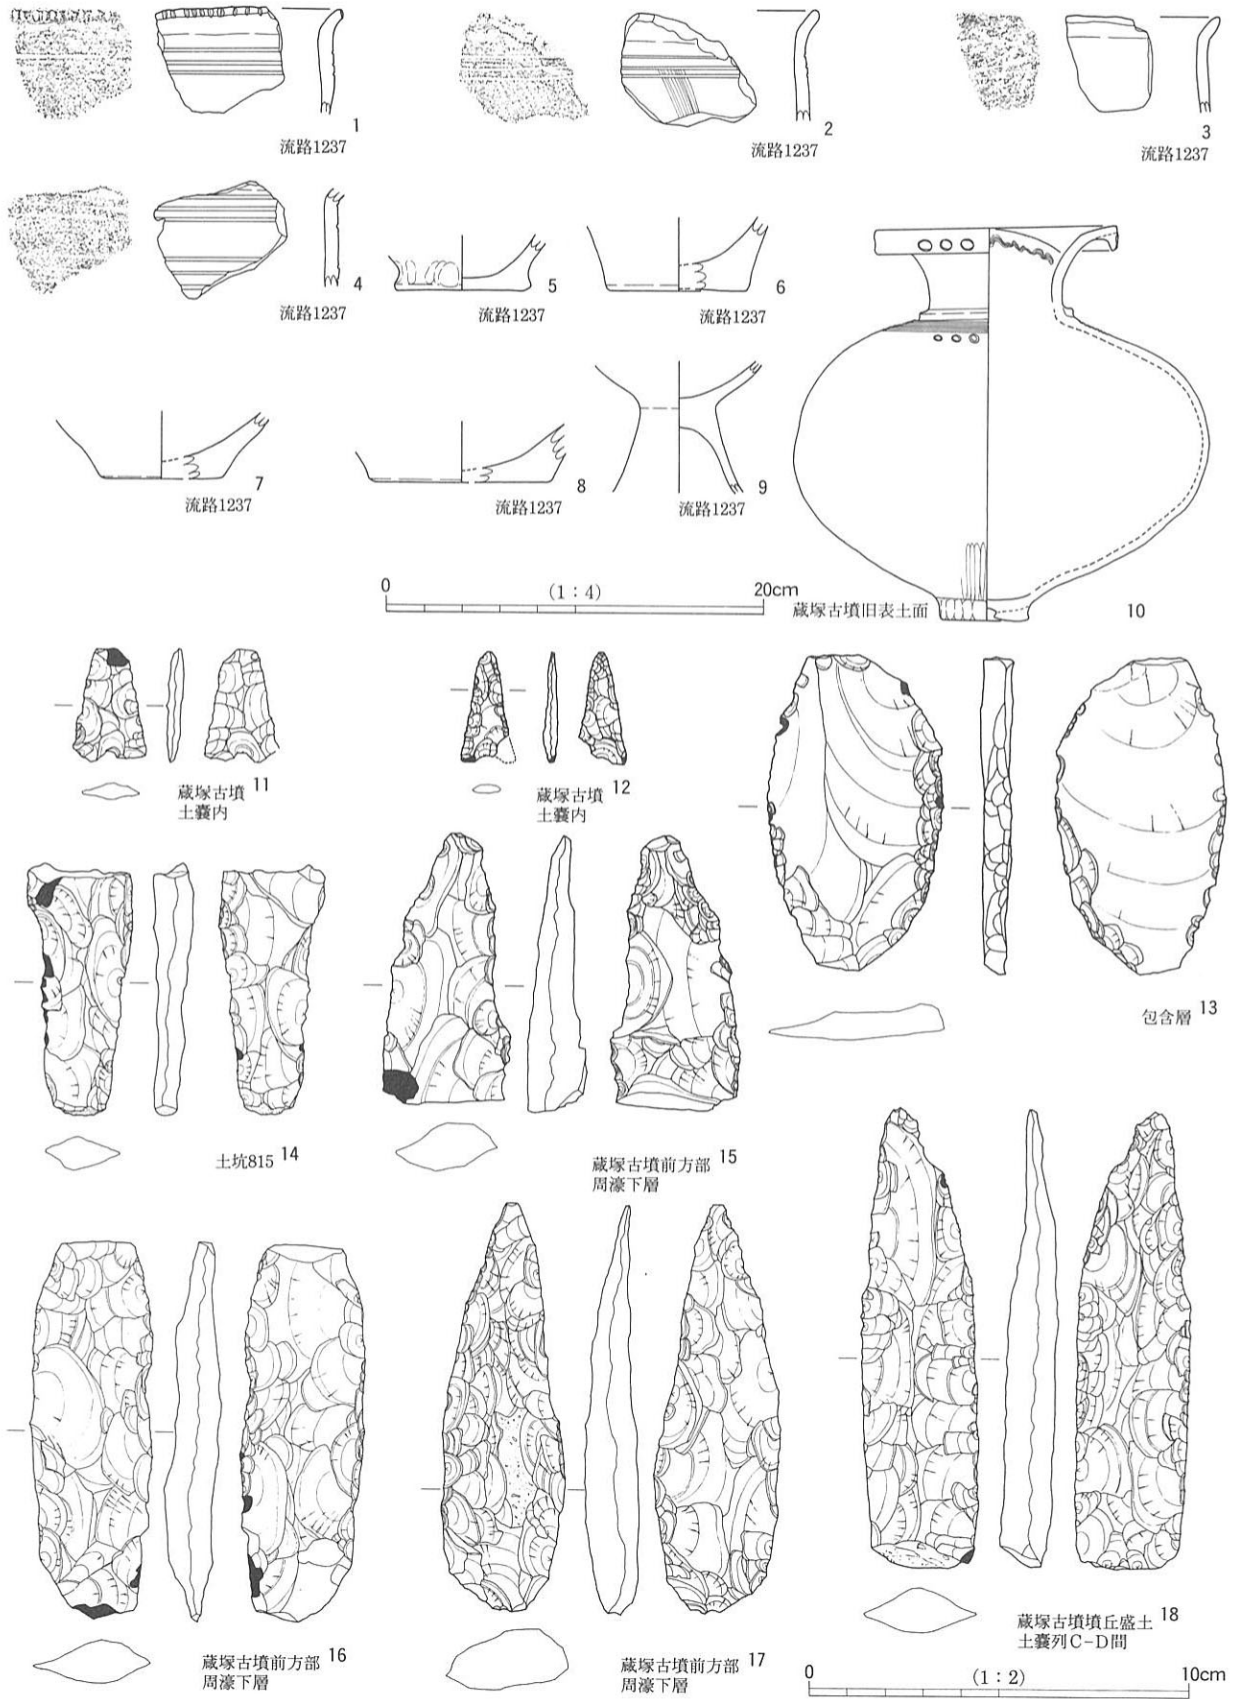 1
流路1237
2
流路1237
3
流路1237
4
流路1237
5
流路1237
6
流路1237
7
流路1237
8
流路1237
9
流路1237
0 (1：4) 20cm
蔵塚古墳旧表土面 10
蔵塚古墳 11
土嚢内
蔵塚古墳 12
土嚢内
包含層 13
土坑815 14
蔵塚古墳前方部 15
周濠下層
蔵塚古墳前方部 16
周濠下層
蔵塚古墳前方部 17
周濠下層
蔵塚古墳墳丘盛土 18
土嚢列C-D間
0 (1：2) 10cm